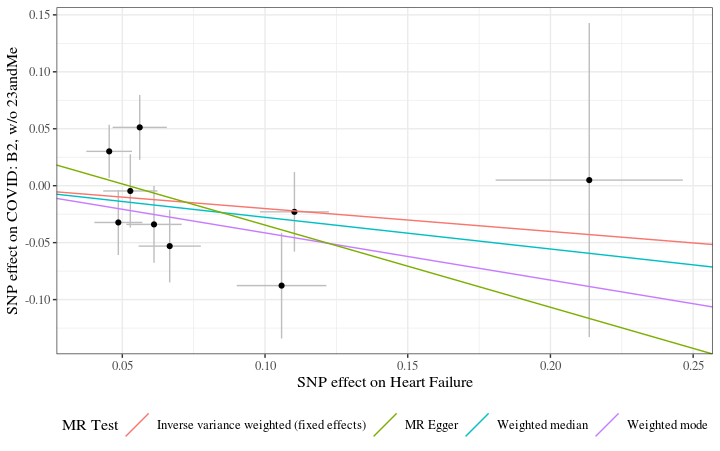 0.15
0.10
0.05
0.00
-0.05
-0.10
SNP effect on COVID: B2, w/o 23andMe
0.05 0.10 0.15 0.20 0.25
SNP effect on Heart Failure
MR Test Inverse variance weighted (fixed effects) MR Egger Weighted median Weighted mode